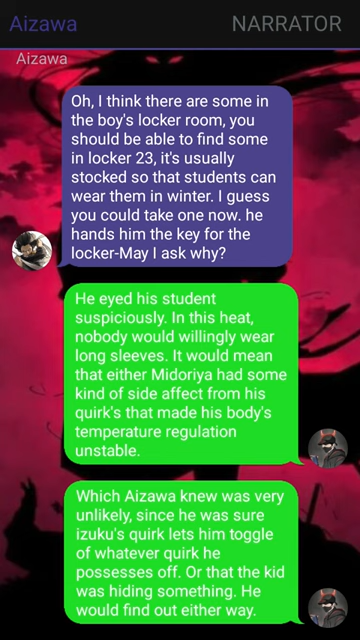 Aizawa NARRATOR
Aizawa
Oh, I think there are some in
the boy's locker room, you
should be able to find some
in locker 23, it's usually
stocked so that students can
wear them in winter. I guess
you could take one now. he
hands him the key for the
locker-May I ask why?
He eyed his student
suspiciously. In this heat,
nobody would willingly wear
long sleeves. It would mean
that either Midoriya had some
kind of side affect from his
quirk's that made his body's
temperature regulation
unstable.
Which Aizawa knew was very
unlikely, since he was sure
izuku's quirk lets him toggle
of whatever quirk he
possesses off. Or that the kid
was hiding something. He
would find out either way.